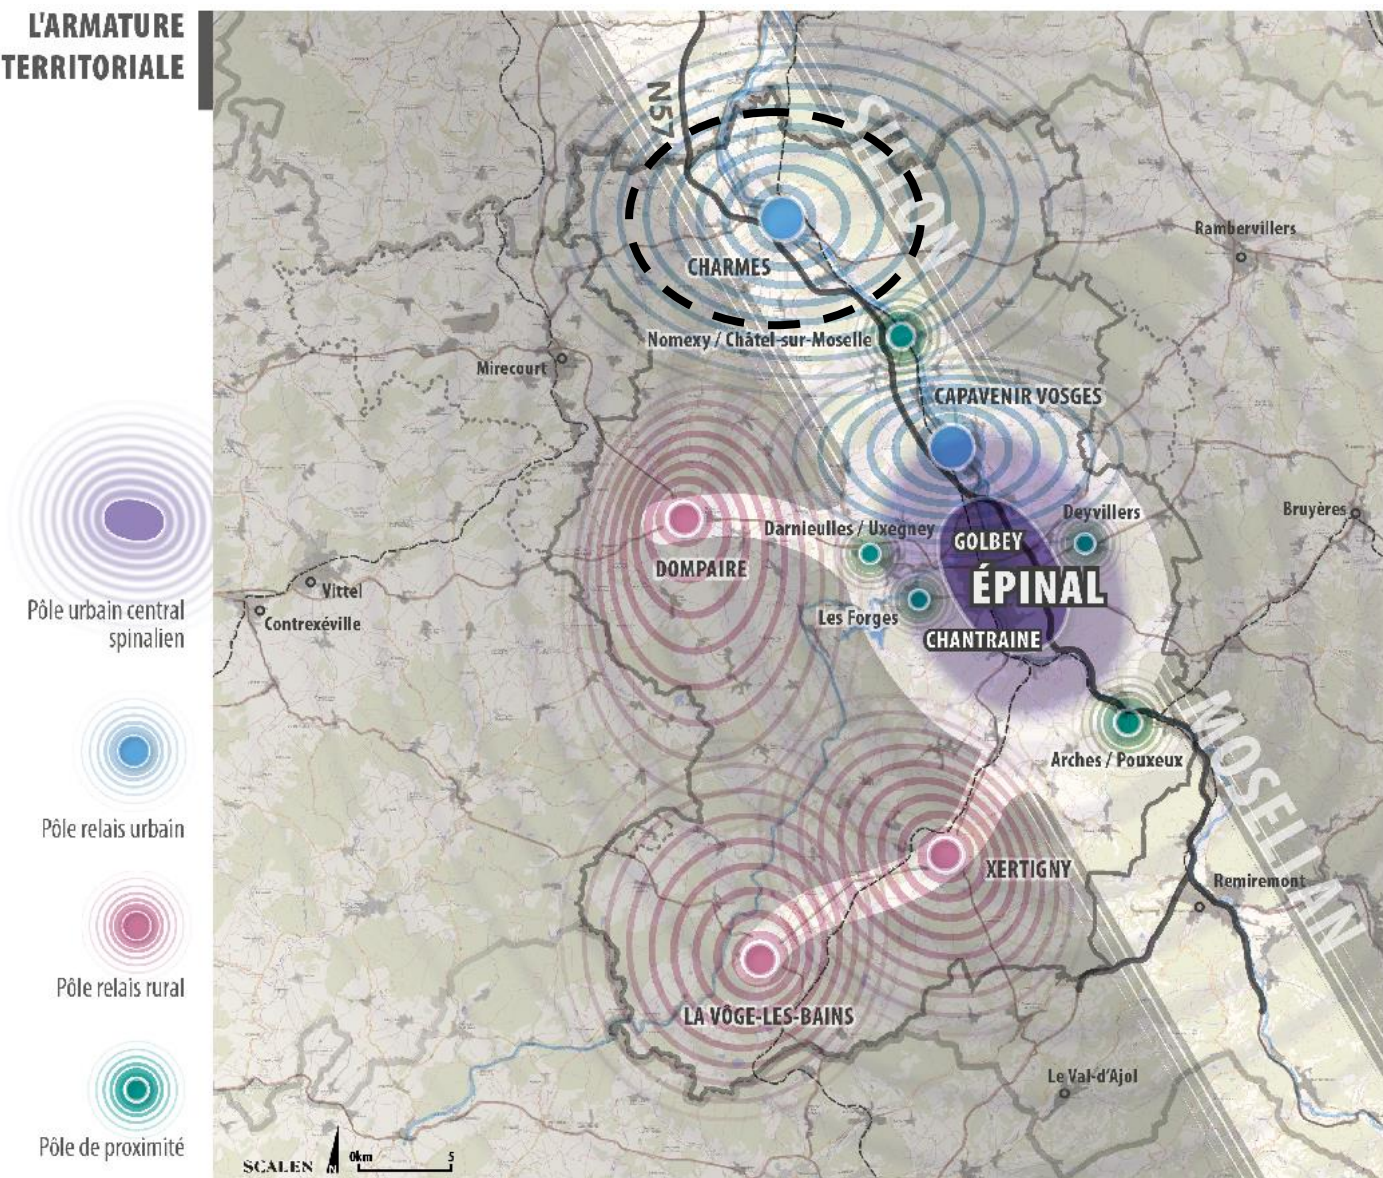 L'ARMATURE
TERRITORIALE
N57
SILLON
Rambervillers
CHARMES
Nomexy / Châtel-sur-Moselle
Mirecourt
CAPAVENIR VOSGES
Deyvillers
Bruyères
Darnieulles / Uxegney
GOLBEY
DOMPAIRE
ÉPINAL
Vittel
Contrexéville
Les Forges
CHANTRAINE
Pôle urbain central
spinalien
MOSELLAN
Arches / Pouxeux
Pôle relais urbain
XERTIGNY
Remiremont
Pôle relais rural
LA VÔGE-LES-BAINS
Le Val-d'Ajol
Pôle de proximité
SCALEN
N
0km 5